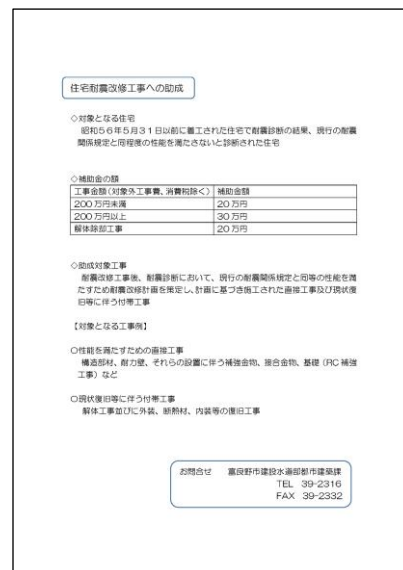 住宅耐震改修工事への助成
◇対象となる住宅
昭和56年5月31日以前に着工された住宅で耐震診断の結果、現行の耐震
関係規定と同程度の性能を満たさないと診断された住宅
◇補助金の額
工事金額(対象外工事費、消費税除く) 補助金額
200万円未満 20万円
200万円以上 30万円
解体除却工事 20万円
◇助成対象工事
耐震改修工事後、耐震診断において、現行の耐震関係規定と同等の性能を満
たすため耐震改修計画を策定し、計画に基づき施工された直接工事及び現状復
旧等に伴う付帯工事
【対象となる工事例】
○性能を満たすための直接工事
構造部材、耐力壁、それらの設置に伴う補強金物、接合金物、基礎(RC補強
工事)など
○現状復旧等に伴う付帯工事
解体工事並びに外装、断熱材、内装等の復旧工事
お問合せ 富良野市建設水道部都市建築課
TEL 39-2316
FAX 39-2332